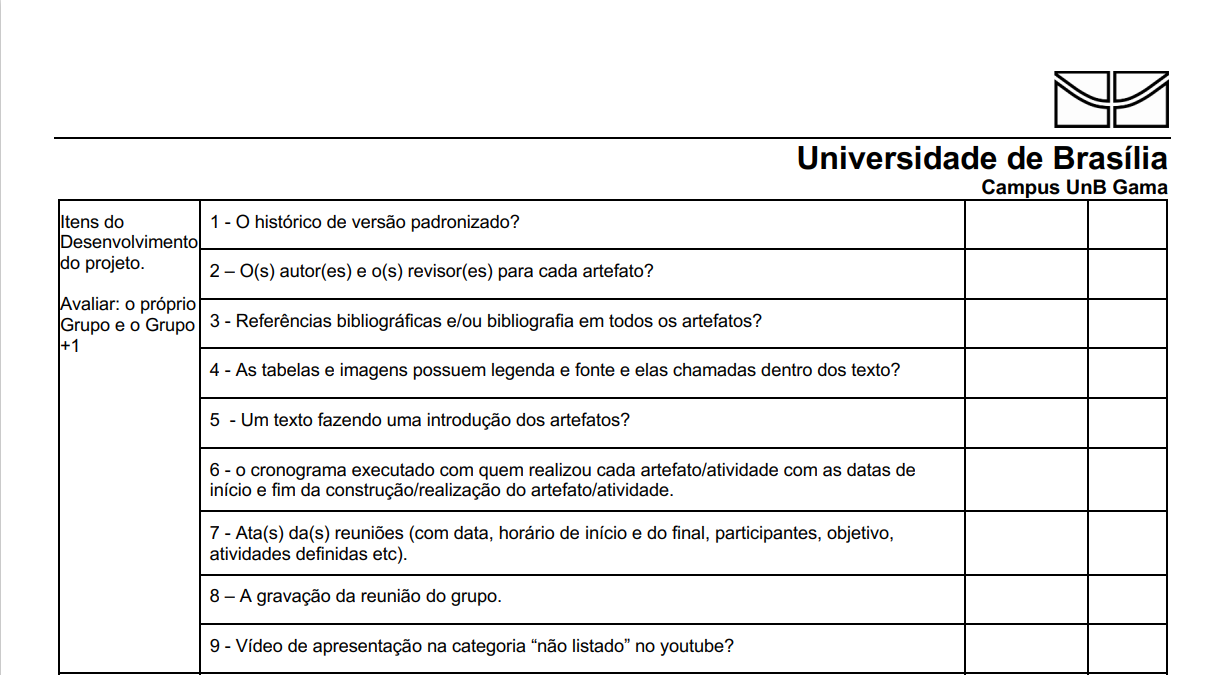 Universidade de Brasília
Campus UnB Gama
Itens do
Desenvolvimento
do projeto.
Avaliar: o próprio
Grupo e o Grupo
+1
1 - O histórico de versão padronizado?
2 – O(s) autor(es) e o(s) revisor(es) para cada artefato?
3 - Referências bibliográficas e/ou bibliografia em todos os artefatos?
4 - As tabelas e imagens possuem legenda e fonte e elas chamadas dentro dos texto?
5  - Um texto fazendo uma introdução dos artefatos?
6 - o cronograma executado com quem realizou cada artefato/atividade com as datas de
início e fim da construção/realização do artefato/atividade.
7 - Ata(s) da(s) reuniões (com data, horário de início e do final, participantes, objetivo,
atividades definidas etc).
8 – A gravação da reunião do grupo.
9 - Vídeo de apresentação na categoria “não listado” no youtube?